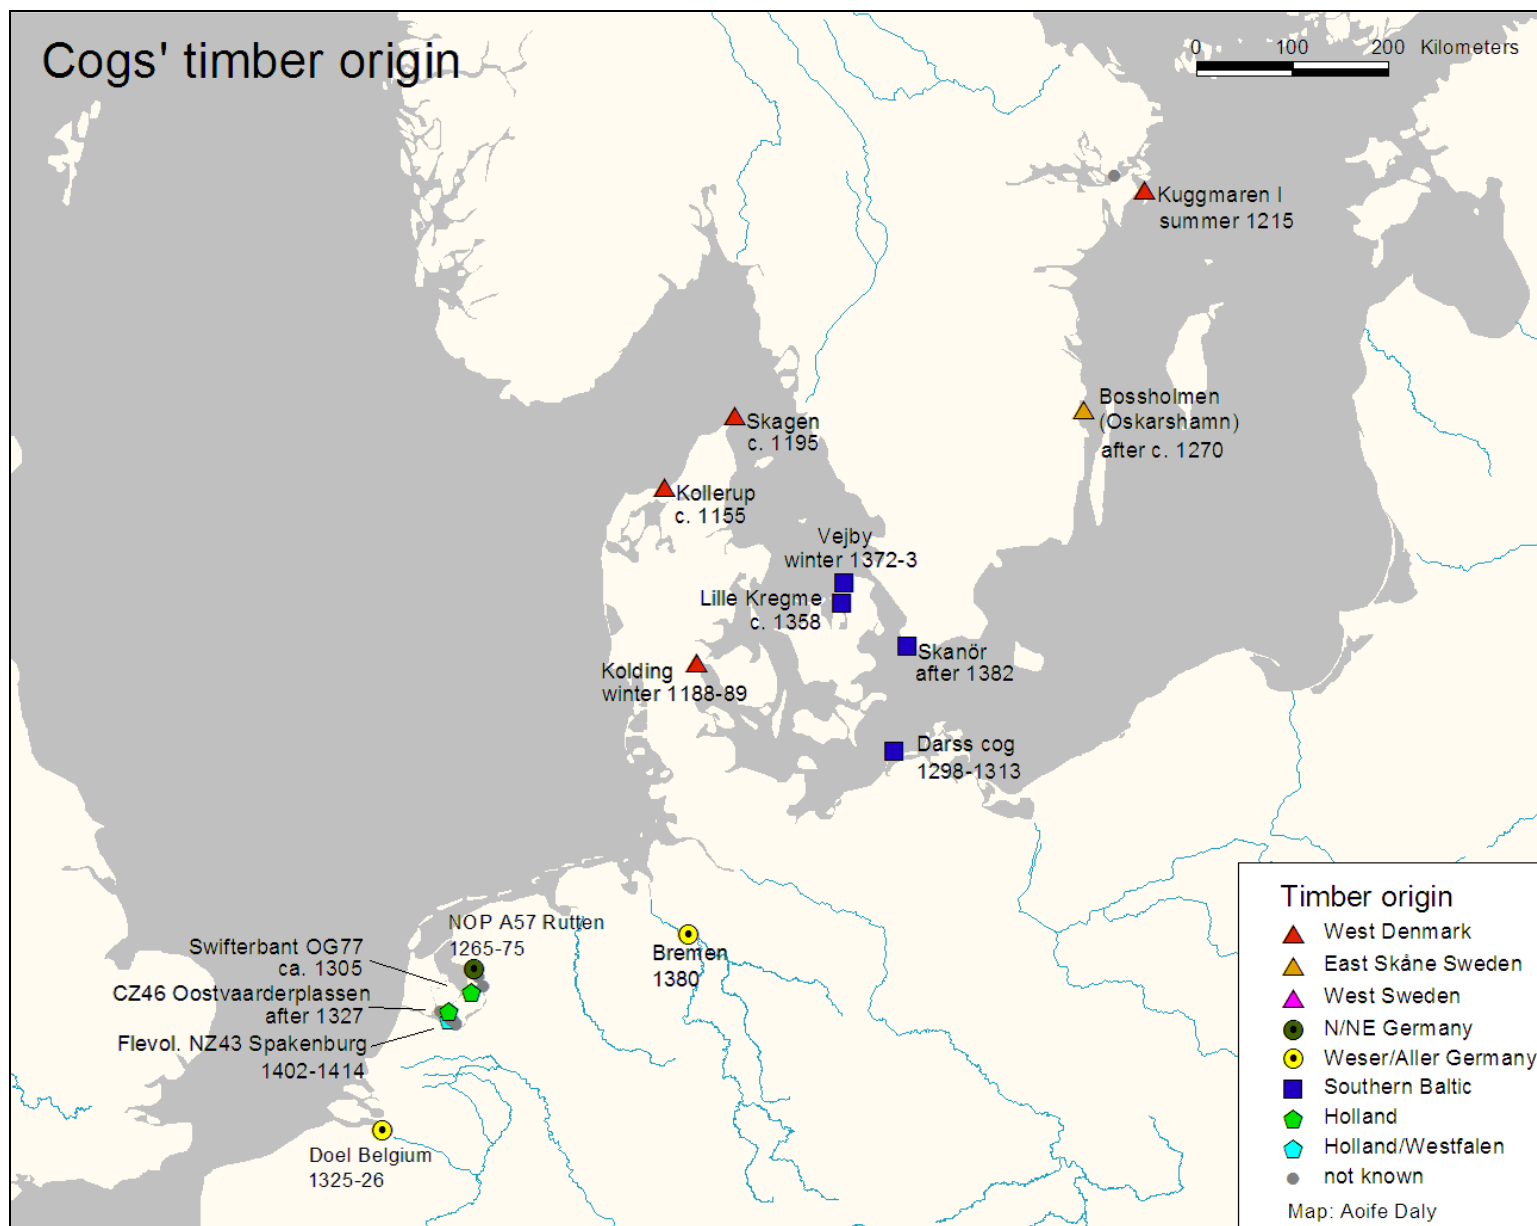 Cogs' timber origin
0 100 200 Kilometers
Kuggmaren I
summer 1215
Bossholmen
(Oskarshamn)
after c. 1270
Skagen
c. 1195
Kollerup
c. 1155
Vejby
winter 1372-3
Lille Kregme
c. 1358
Skanör
after 1382
Kolding
winter 1188-89
Darss cog
1298-1313
NOP A57 Rutten
1265-75
Swifterbant OG77
ca. 1305
CZ46 Oostvaarderplassen
after 1327
Flevol. NZ43 Spakenburg
1402-1414
Bremen
1380
Doel Belgium
1325-26
Timber origin
West Denmark
East Skåne Sweden
West Sweden
N/NE Germany
Weser/Aller Germany
Southern Baltic
Holland
Holland/Westfalen
not known
Map: Aoife Daly